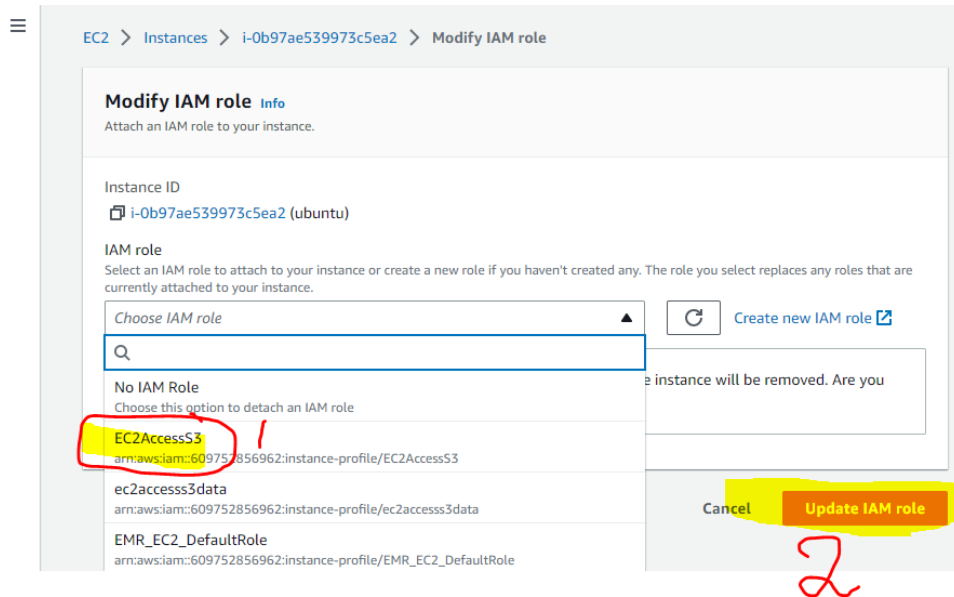 EC2 > Instances > i-0b97ae539973c5ea2 > Modify IAM role
Modify IAM role Info
Attach an IAM role to your instance.
Instance ID
i-0b97ae539973c5ea2 (ubuntu)
IAM role
Select an IAM role to attach to your instance or create a new role if you haven't created any. The role you select replaces any roles that are
currently attached to your instance.
Choose IAM role
Create new IAM role
No IAM Role
e instance will be removed. Are you
Choose this option to detach an IAM role
EC2AccessS3
1
arn:aws:iam::609752856962:instance-profile/EC2AccessS3
ec2accesss3data
arn:aws:iam::609752856962:instance-profile/ec2accesss3data
Cancel
Update IAM role
EMR_EC2_DefaultRole
arn:aws:iam::609752856962:instance-profile/EMR_EC2_DefaultRole
2